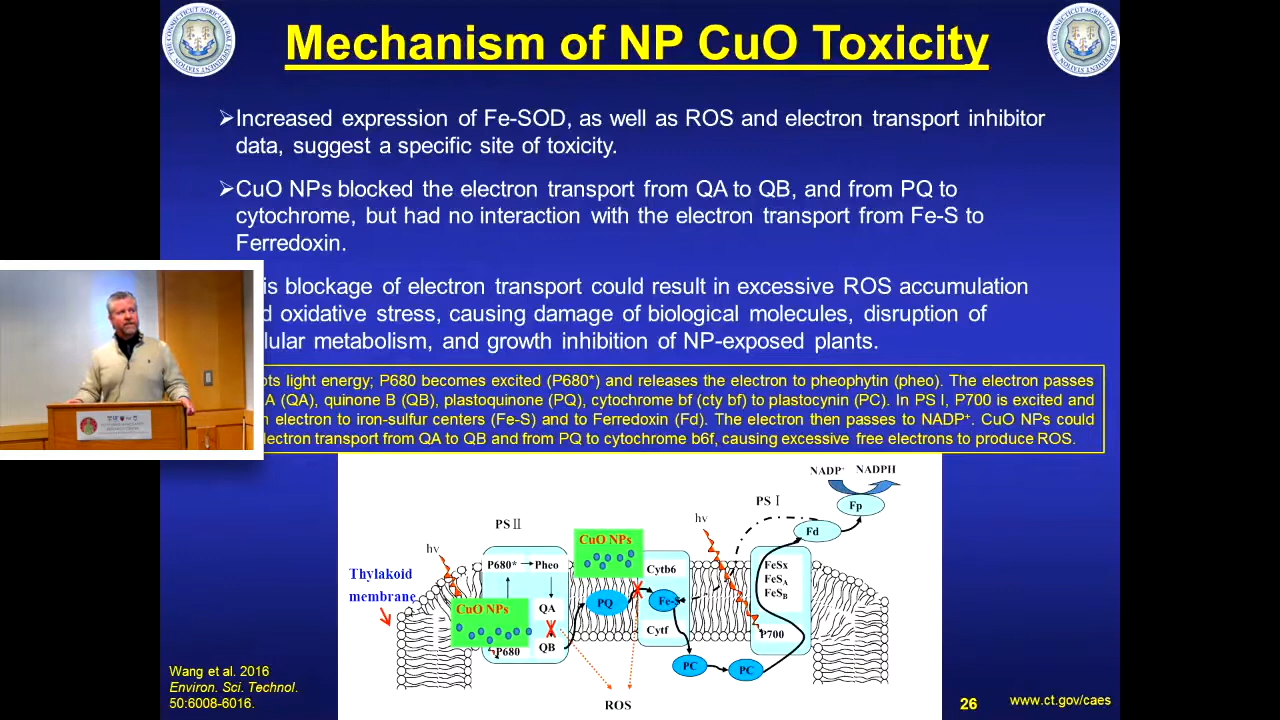 Mechanism of NP CuO Toxicity
➢Increased expression of Fe-SOD, as well as ROS and electron transport inhibitor
data, suggest a specific site of toxicity.
➢CuO NPs blocked the electron transport from QA to QB, and from PQ to
cytochrome, but had no interaction with the electron transport from Fe-S to
Ferredoxin.
is blockage of electron transport could result in excessive ROS accumulation
oxidative stress, causing damage of biological molecules, disruption of
lular metabolism, and growth inhibition of NP-exposed plants.
light energy; P680 becomes excited (P680*) and releases the electron to pheophytin (pheo). The electron passes
A (QA), quinone B (QB), plastoquinone (PQ), cytochrome bf (cty bf) to plastocynin (PC). In PS I, P700 is excited and
electron to iron-sulfur centers (Fe-S) and to Ferredoxin (Fd). The electron then passes to NADP⁺. CuO NPs could
lectron transport from QA to QB and from PQ to cytochrome b6f, causing excessive free electrons to produce ROS.
NADP⁺ NADPH
Fp
PS I
Fd
hv
PS II
CuO NPs
hv
P680* Pheo
Cytb6
FeSx
FeSA
FeSB
Thylakoid
membrane
CuO NPs
QA
PQ
Fe-S
Cytf
P700
QB
P680
PC
PC
ROS
Wang et al. 2016
Environ. Sci. Technol.
50:6008-6016.
26
www.ct.gov/caes